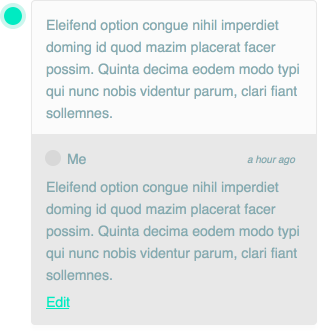 Eleifend option congue nihil imperdiet
doming id quod mazim placerat facer
possim. Quinta decima eodem modo typi
qui nunc nobis videntur parum, clari fiant
sollemnes.
Me a hour ago
Eleifend option congue nihil imperdiet
doming id quod mazim placerat facer
possim. Quinta decima eodem modo typi
qui nunc nobis videntur parum, clari fiant
sollemnes.
Edit